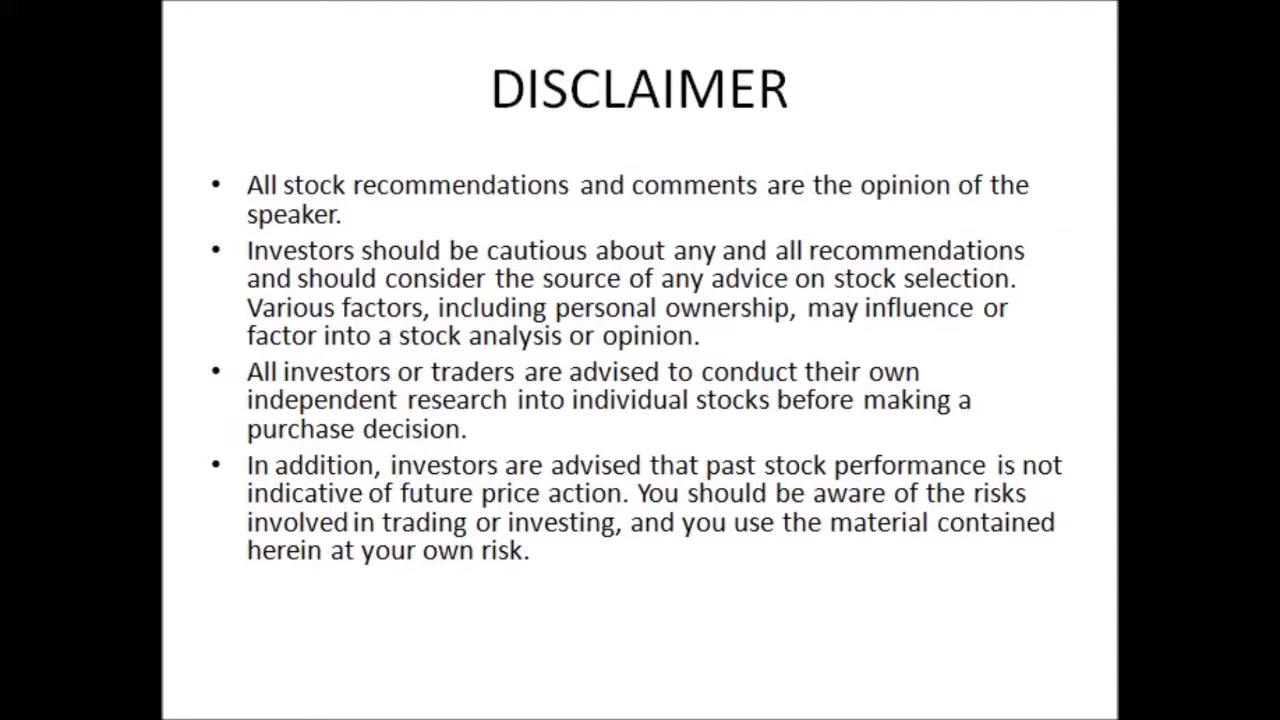 DISCLAIMER
• All stock recommendations and comments are the opinion of the
speaker.
• Investors should be cautious about any and all recommendations
and should consider the source of any advice on stock selection.
Various factors, including personal ownership, may influence or
factor into a stock analysis or opinion.
• All investors or traders are advised to conduct their own
independent research into individual stocks before making a
purchase decision.
• In addition, investors are advised that past stock performance is not
indicative of future price action. You should be aware of the risks
involved in trading or investing, and you use the material contained
herein at your own risk.